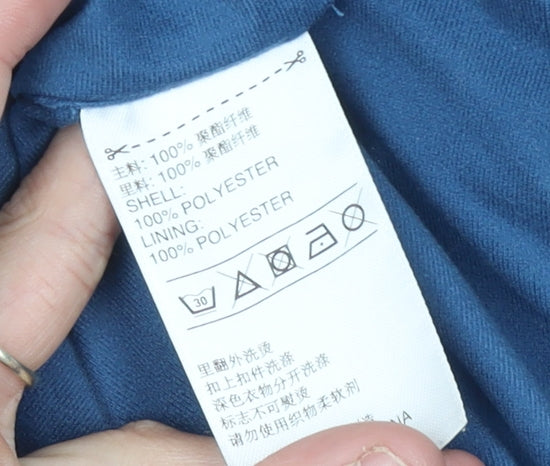 主料: 100% 聚酯纤维
里料: 100% 聚酯纤维
SHELL:
100% POLYESTER
LINING:
100% POLYESTER
30
里翻外洗烫
扣上扣件洗涤
深色衣物分开洗涤
标志不可熨烫
请勿使用织物柔软剂